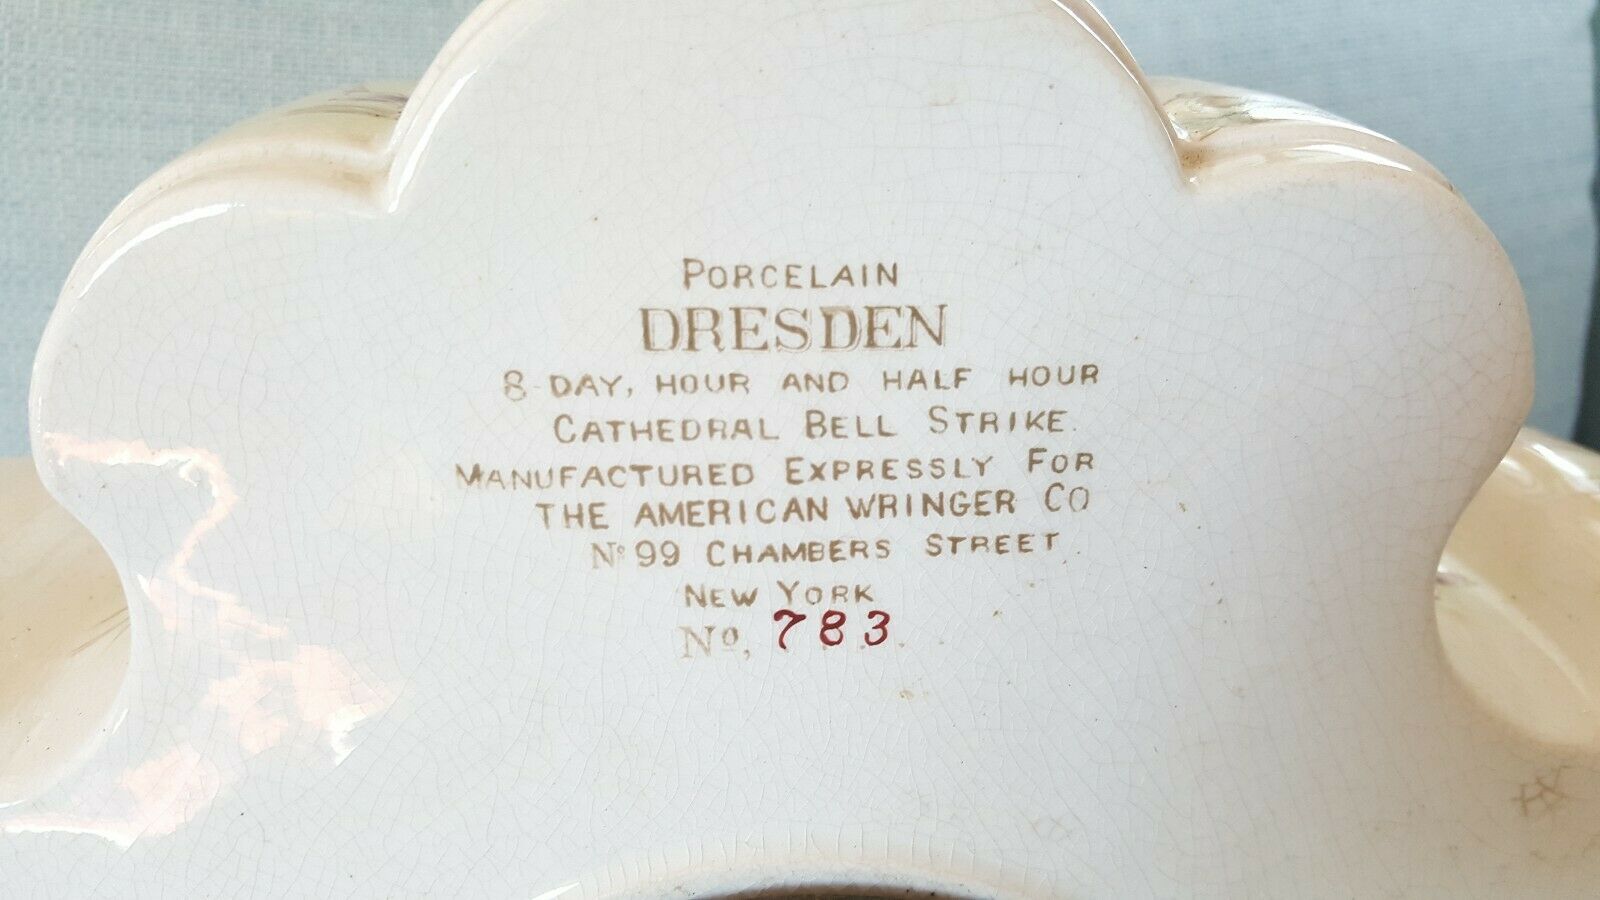 PORCELAIN
DRESDEN
8-DAY, HOUR AND HALF HOUR
CATHEDRAL BELL STRIKE.
MANUFACTURED EXPRESSLY FOR
THE AMERICAN WRINGER CO
Nº 99 CHAMBERS STREET
NEW YORK
Nº, 783.